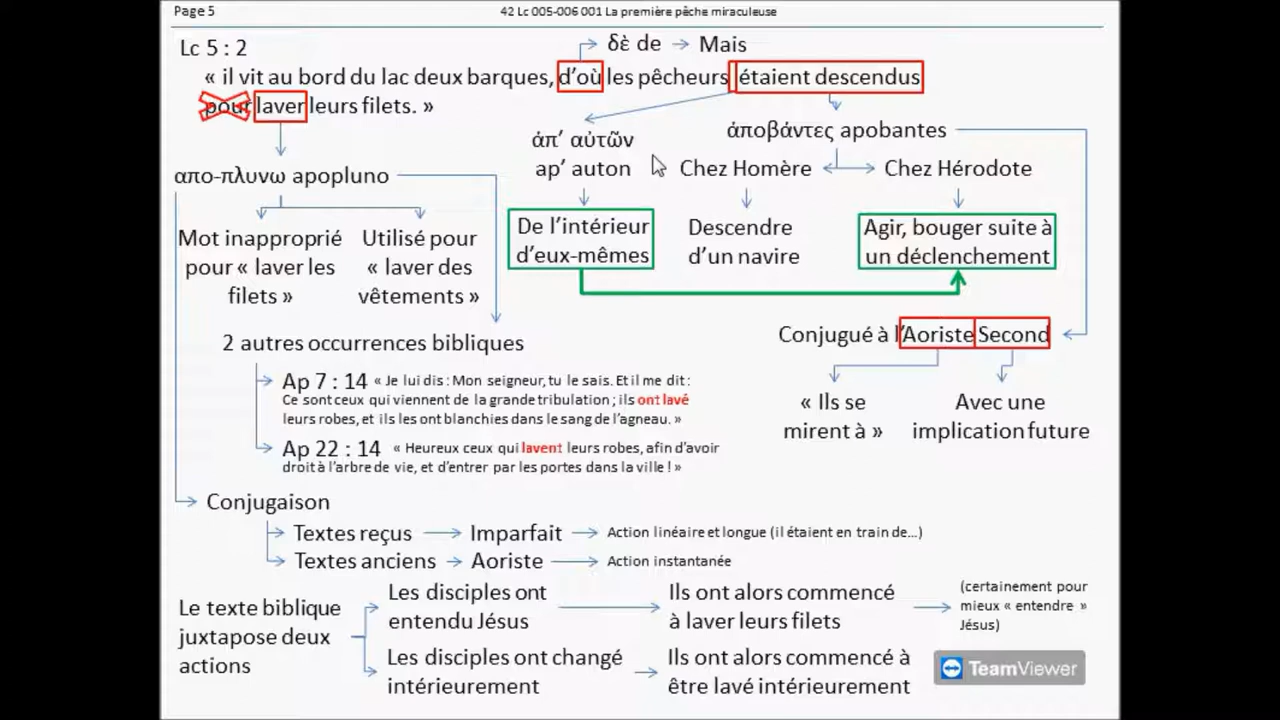 Page 5
42 Lc 005-006 001 La première pêche miraculeuse
Lc 5 : 2
δὲ de
Mais
« il vit au bord du lac deux barques, d’où les pêcheurs étaient descendus
pour laver leurs filets. »
ἀπ’ αὐτῶν
ap’ auton
ἀποβάντες apobantes
Chez Homère
Chez Hérodote
απο-πλυνω apopluno
De l’intérieur
d’eux-mêmes
Descendre
d’un navire
Agir, bouger suite à
un déclenchement
Mot inapproprié
pour « laver les
filets »
Utilisé pour
« laver des
vêtements »
Conjugué à l’Aoriste Second
2 autres occurrences bibliques
« Ils se
mirent à »
Avec une
implication future
Ap 7 : 14 « Je lui dis : Mon seigneur, tu le sais. Et il me dit :
Ce sont ceux qui viennent de la grande tribulation ; ils ont lavé
leurs robes, et ils les ont blanchies dans le sang de l’agneau. »
Ap 22 : 14 « Heureux ceux qui lavent leurs robes, afin d’avoir
droit à l’arbre de vie, et d’entrer par les portes dans la ville ! »
Conjugaison
Textes reçus
Imparfait
Action linéaire et longue (il étaient en train de…)
Textes anciens
Aoriste
Action instantanée
Le texte biblique
juxtapose deux
actions
Les disciples ont
entendu Jésus
Ils ont alors commencé
à laver leurs filets
(certainement pour
mieux « entendre »
Jésus)
Les disciples ont changé
intérieurement
Ils ont alors commencé à
être lavé intérieurement
TeamViewer